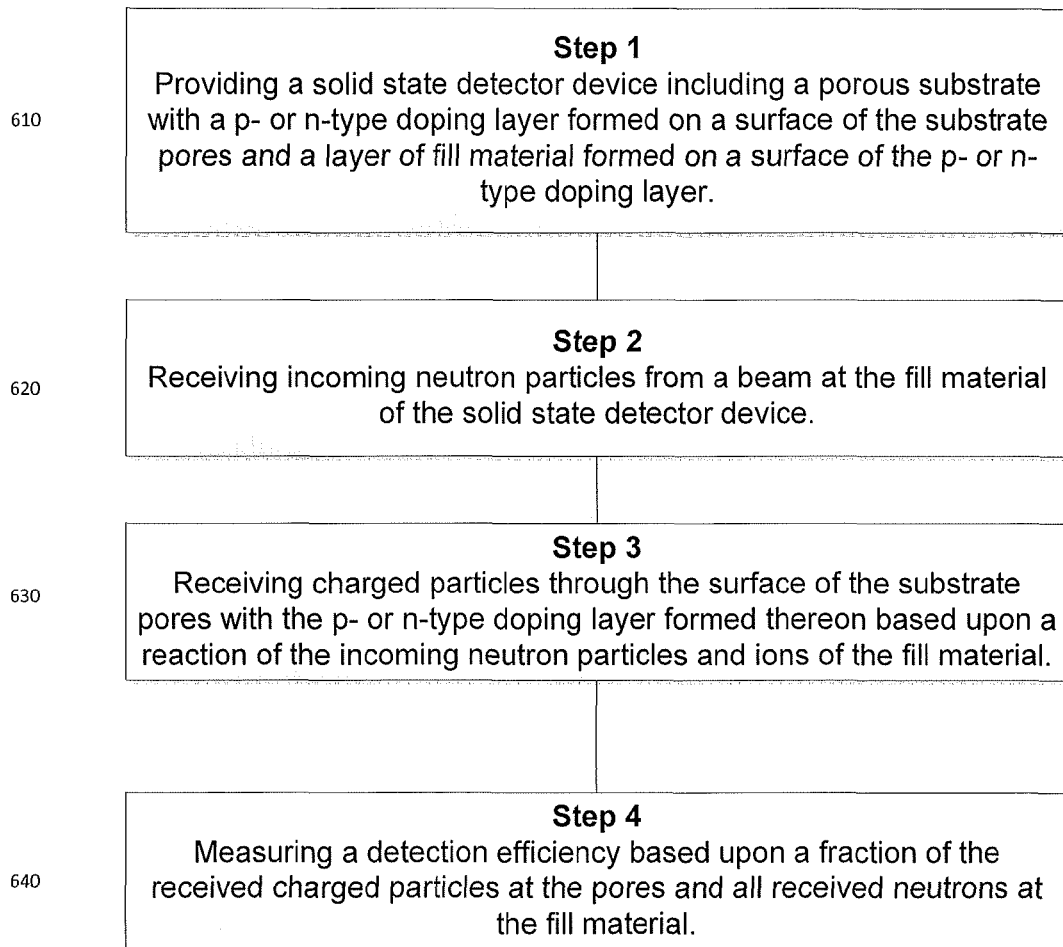 Step 1
610
Providing a solid state detector device including a porous substrate
with a p- or n-type doping layer formed on a surface of the substrate
pores and a layer of fill material formed on a surface of the p- or n-
type doping layer.
Step 2
620
Receiving incoming neutron particles from a beam at the fill material
of the solid state detector device.
Step 3
630
Receiving charged particles through the surface of the substrate
pores with the p- or n-type doping layer formed thereon based upon a
reaction of the incoming neutron particles and ions of the fill material.
Step 4
640
Measuring a detection efficiency based upon a fraction of the
received charged particles at the pores and all received neutrons at
the fill material.